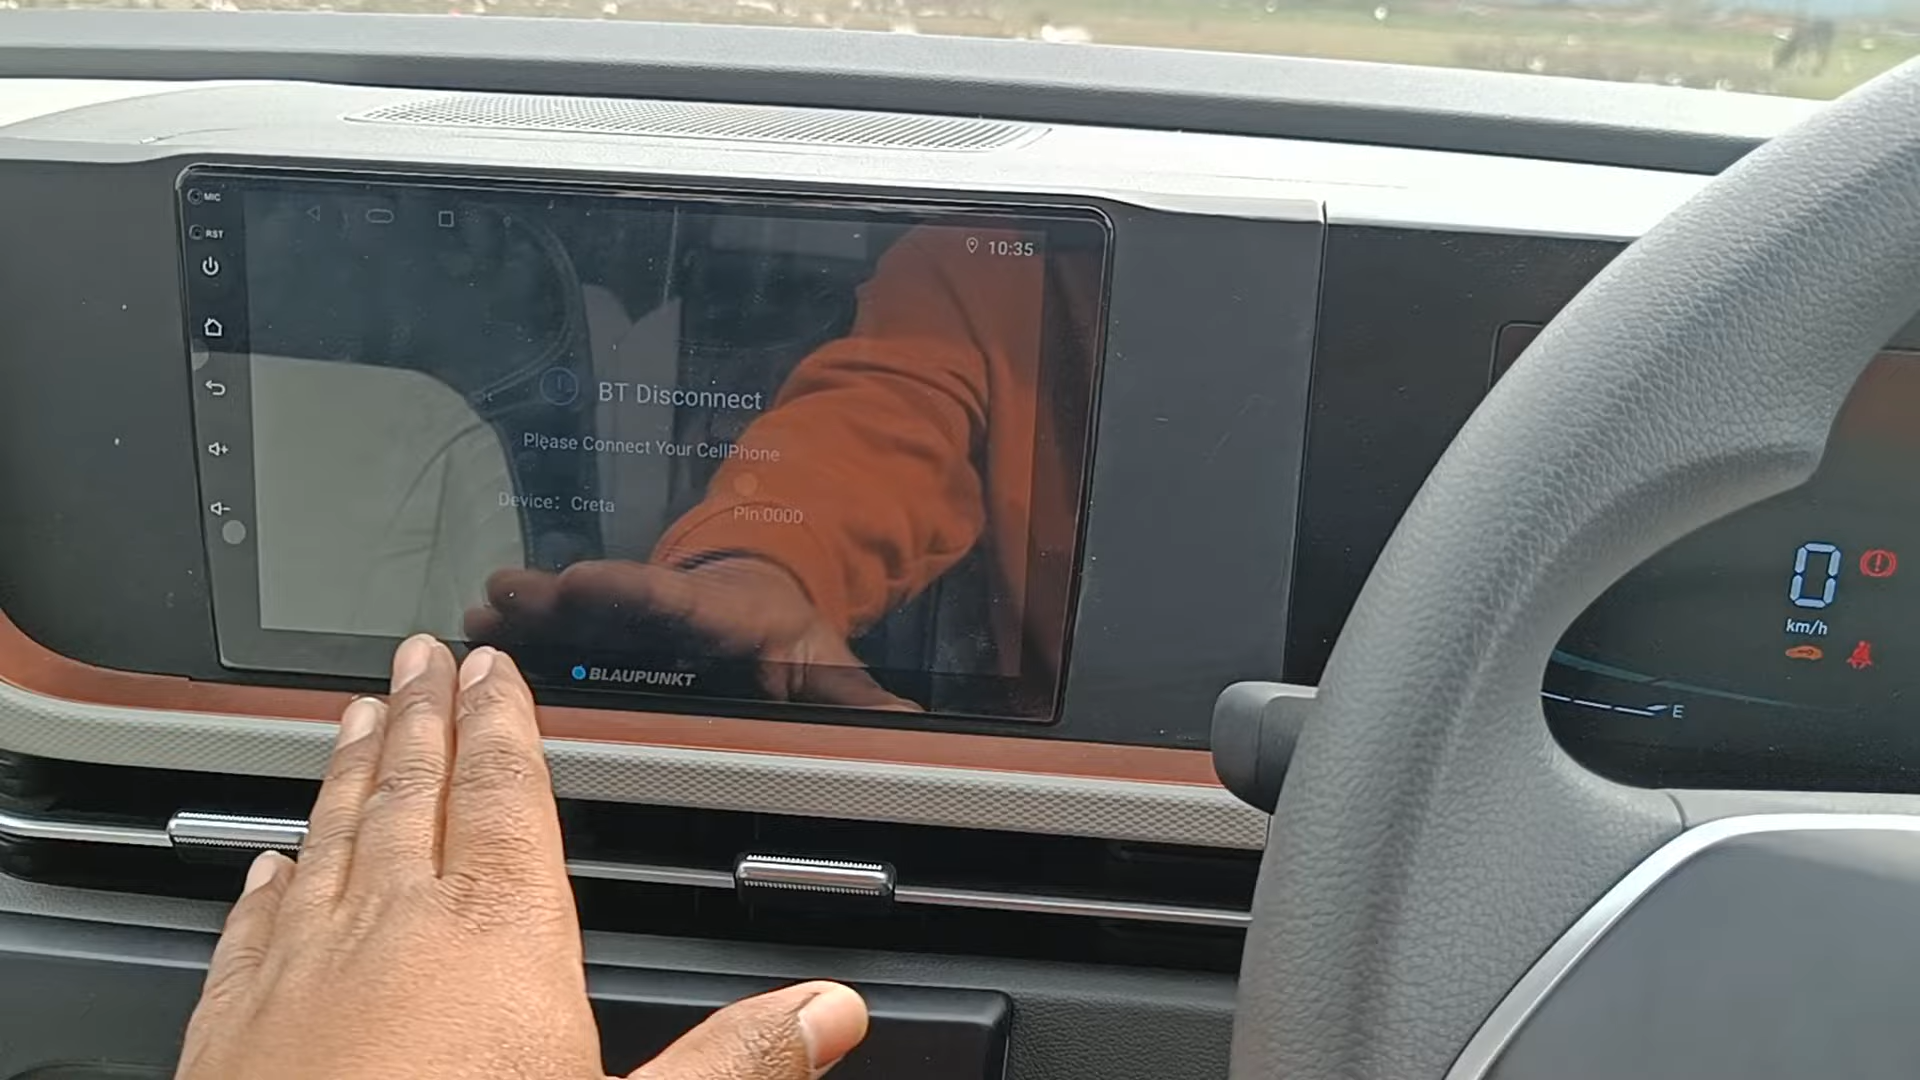 MIC
RST
10:35
BT Disconnect
Please Connect Your CellPhone
Device: Creta
Pin:0000
BLAUPUNKT
0
km/h
E